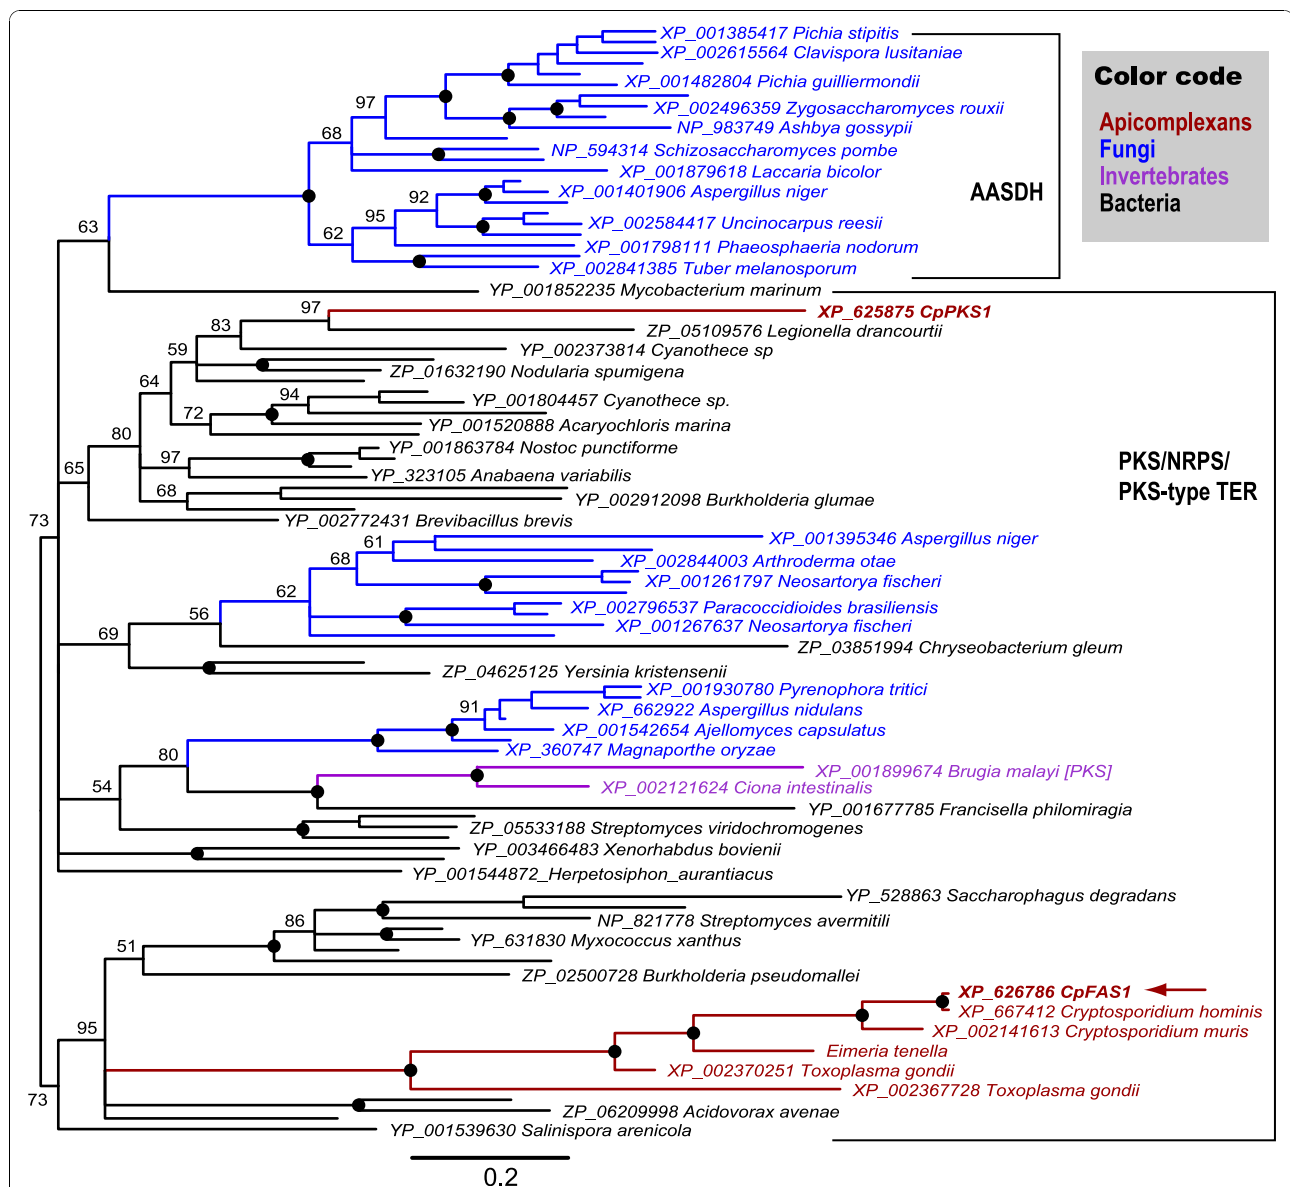 XP_001385417 Pichia stipitis
XP_002615564 Clavispora lusitaniae
Color code
XP_001482804 Pichia guilliermondii
97
XP_002496359 Zygosaccharomyces rouxii
Apicomplexans
NP_983749 Ashbya gossypii
68
Fungi
NP_594314 Schizosaccharomyces pombe
XP_001879618 Laccaria bicolor
Invertebrates
92
XP_001401906 Aspergillus niger
AASDH
Bacteria
95
XP_002584417 Uncinocarpus reesii
63
62
XP_001798111 Phaeosphaeria nodorum
XP_002841385 Tuber melanosporum
YP_001852235 Mycobacterium marinum
97
XP_625875 CpPKS1
83
ZP_05109576 Legionella drancourtii
59
YP_002373814 Cyanothece sp
ZP_01632190 Nodularia spumigena
64
94
YP_001804457 Cyanothece sp.
72
YP_001520888 Acaryochloris marina
80
YP_001863784 Nostoc punctiforme
97
65
YP_323105 Anabaena variabilis
PKS/NRPS/
PKS-type TER
68
YP_002912098 Burkholderia glumae
73
YP_002772431 Brevibacillus brevis
61
XP_001395346 Aspergillus niger
68
XP_002844003 Arthroderma otae
XP_001261797 Neosartorya fischeri
62
XP_002796537 Paracoccidioides brasiliensis
56
XP_001267637 Neosartorya fischeri
69
ZP_03851994 Chryseobacterium gleum
ZP_04625125 Yersinia kristensenii
XP_001930780 Pyrenophora tritici
91
XP_662922 Aspergillus nidulans
XP_001542654 Ajellomyces capsulatus
80
XP_360747 Magnaporthe oryzae
XP_001899674 Brugia malayi [PKS]
54
XP_002121624 Ciona intestinalis
YP_001677785 Francisella philomiragia
ZP_05533188 Streptomyces viridochromogenes
YP_003466483 Xenorhabdus bovienii
YP_001544872_Herpetosiphon_aurantiacus
YP_528863 Saccharophagus degradans
86
NP_821778 Streptomyces avermitili
51
YP_631830 Myxococcus xanthus
ZP_02500728 Burkholderia pseudomallei
XP_626786 CpFAS1
XP_667412 Cryptosporidium hominis
95
XP_002141613 Cryptosporidium muris
Eimeria tenella
XP_002370251 Toxoplasma gondii
XP_002367728 Toxoplasma gondii
73
ZP_06209998 Acidovorax avenae
YP_001539630 Salinispora arenicola
0.2